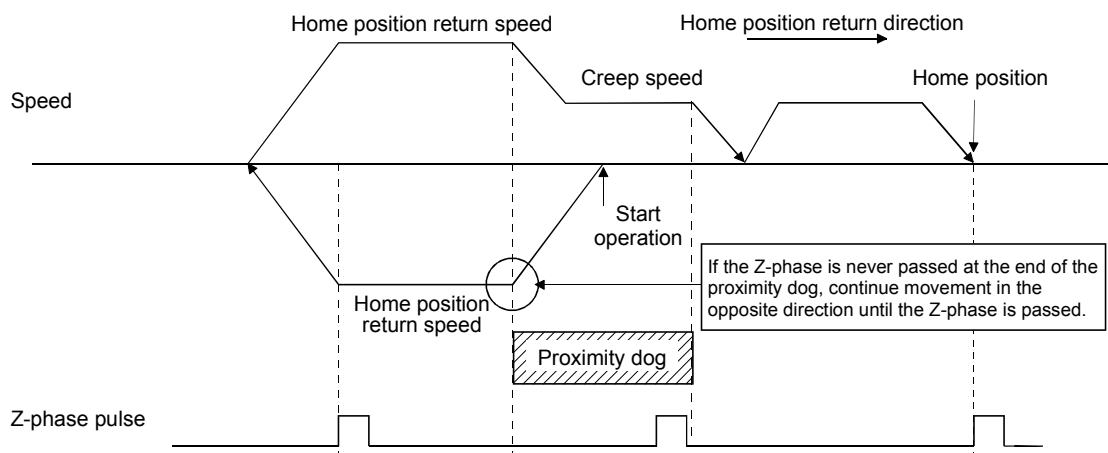 Home position return speed
Home position return direction
Creep speed
Home position
Speed
Start
operation
If the Z-phase is never passed at the end of the
proximity dog, continue movement in the
opposite direction until the Z-phase is passed.
Home position
return speed
Proximity dog
Z-phase pulse